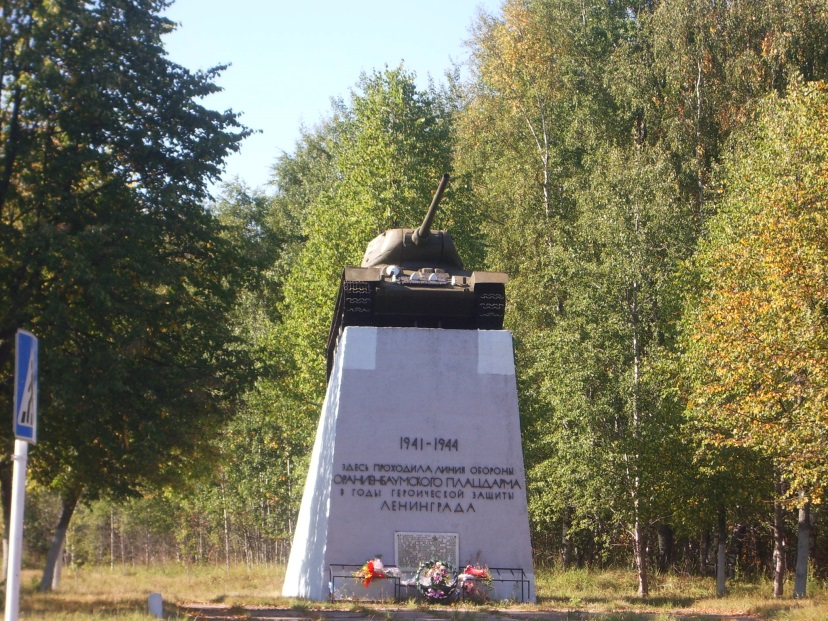 1941-1944
ЗДЕСЬ ПРОХОДИЛА ЛИНИЯ ОБОРОНЫ
ОРАНИЕНБАУМСКОГО ПЛАЦДАРМА
В ГОДЫ ГЕРОИЧЕСКОЙ ЗАЩИТЫ
ЛЕНИНГРАДА